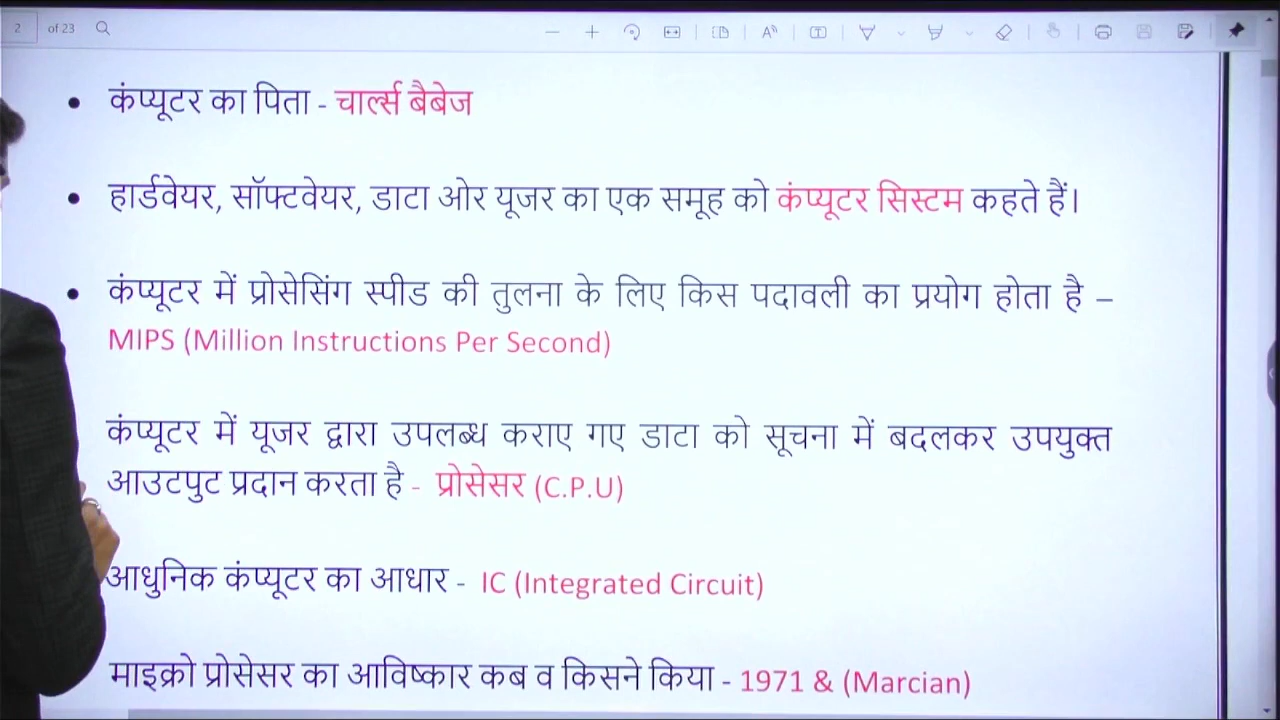 2 of 23
• कंप्यूटर का पिता - चार्ल्स बैबेज
• हार्डवेयर, सॉफ्टवेयर, डाटा ओर यूजर का एक समूह को कंप्यूटर सिस्टम कहते हैं।
• कंप्यूटर में प्रोसेसिंग स्पीड की तुलना के लिए किस पदावली का प्रयोग होता है –
MIPS (Million Instructions Per Second)
कंप्यूटर में यूजर द्वारा उपलब्ध कराए गए डाटा को सूचना में बदलकर उपयुक्त
आउटपुट प्रदान करता है - प्रोसेसर (C.P.U)
आधुनिक कंप्यूटर का आधार - IC (Integrated Circuit)
माइक्रो प्रोसेसर का आविष्कार कब व किसने किया - 1971 & (Marcian)